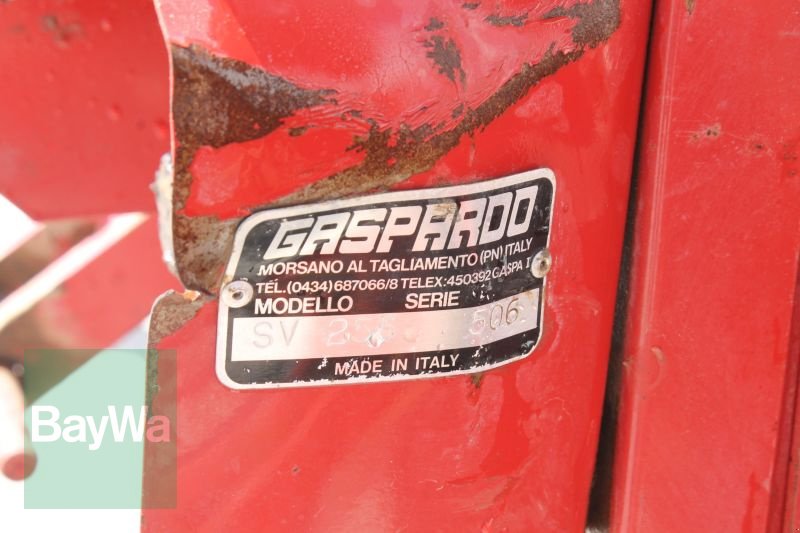 GASPARDO
MORSANO AL TAGLIAMENTO (PN) ITALY
TEL. (0434) 687066/8 TELEX: 450392 GASPA I
MODELLO SERIE
SV 506
MADE IN ITALY
BayWa